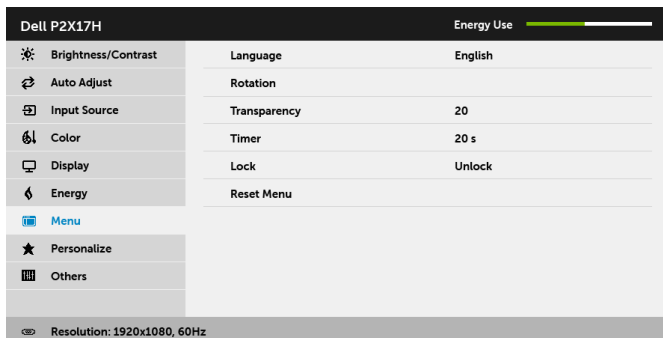 Dell P2X17H Energy Use
Brightness/Contrast Language English
Auto Adjust Rotation
Input Source Transparency 20
Color Timer 20 s
Display Lock Unlock
Energy Reset Menu
Menu
Personalize
Others
Resolution: 1920x1080, 60Hz